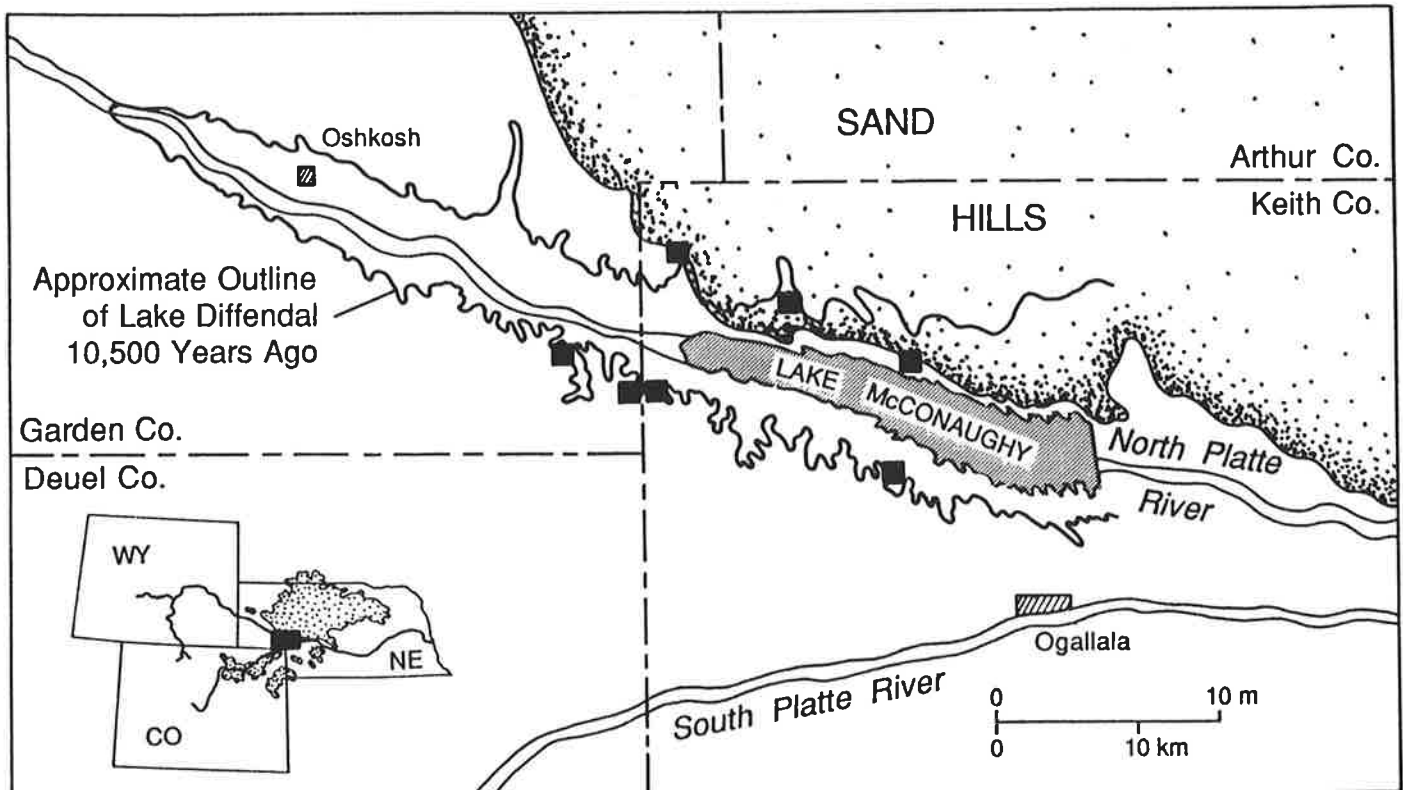 SAND
Oshkosh
Arthur Co.
Keith Co.
HILLS
Approximate Outline
of Lake Diffendal
10,500 Years Ago
LAKE McCONAUGHY
Garden Co.
Deuel Co.
North Platte
River
WY
NE
CO
Ogallala
South Platte River
0 10 m
0 10 km